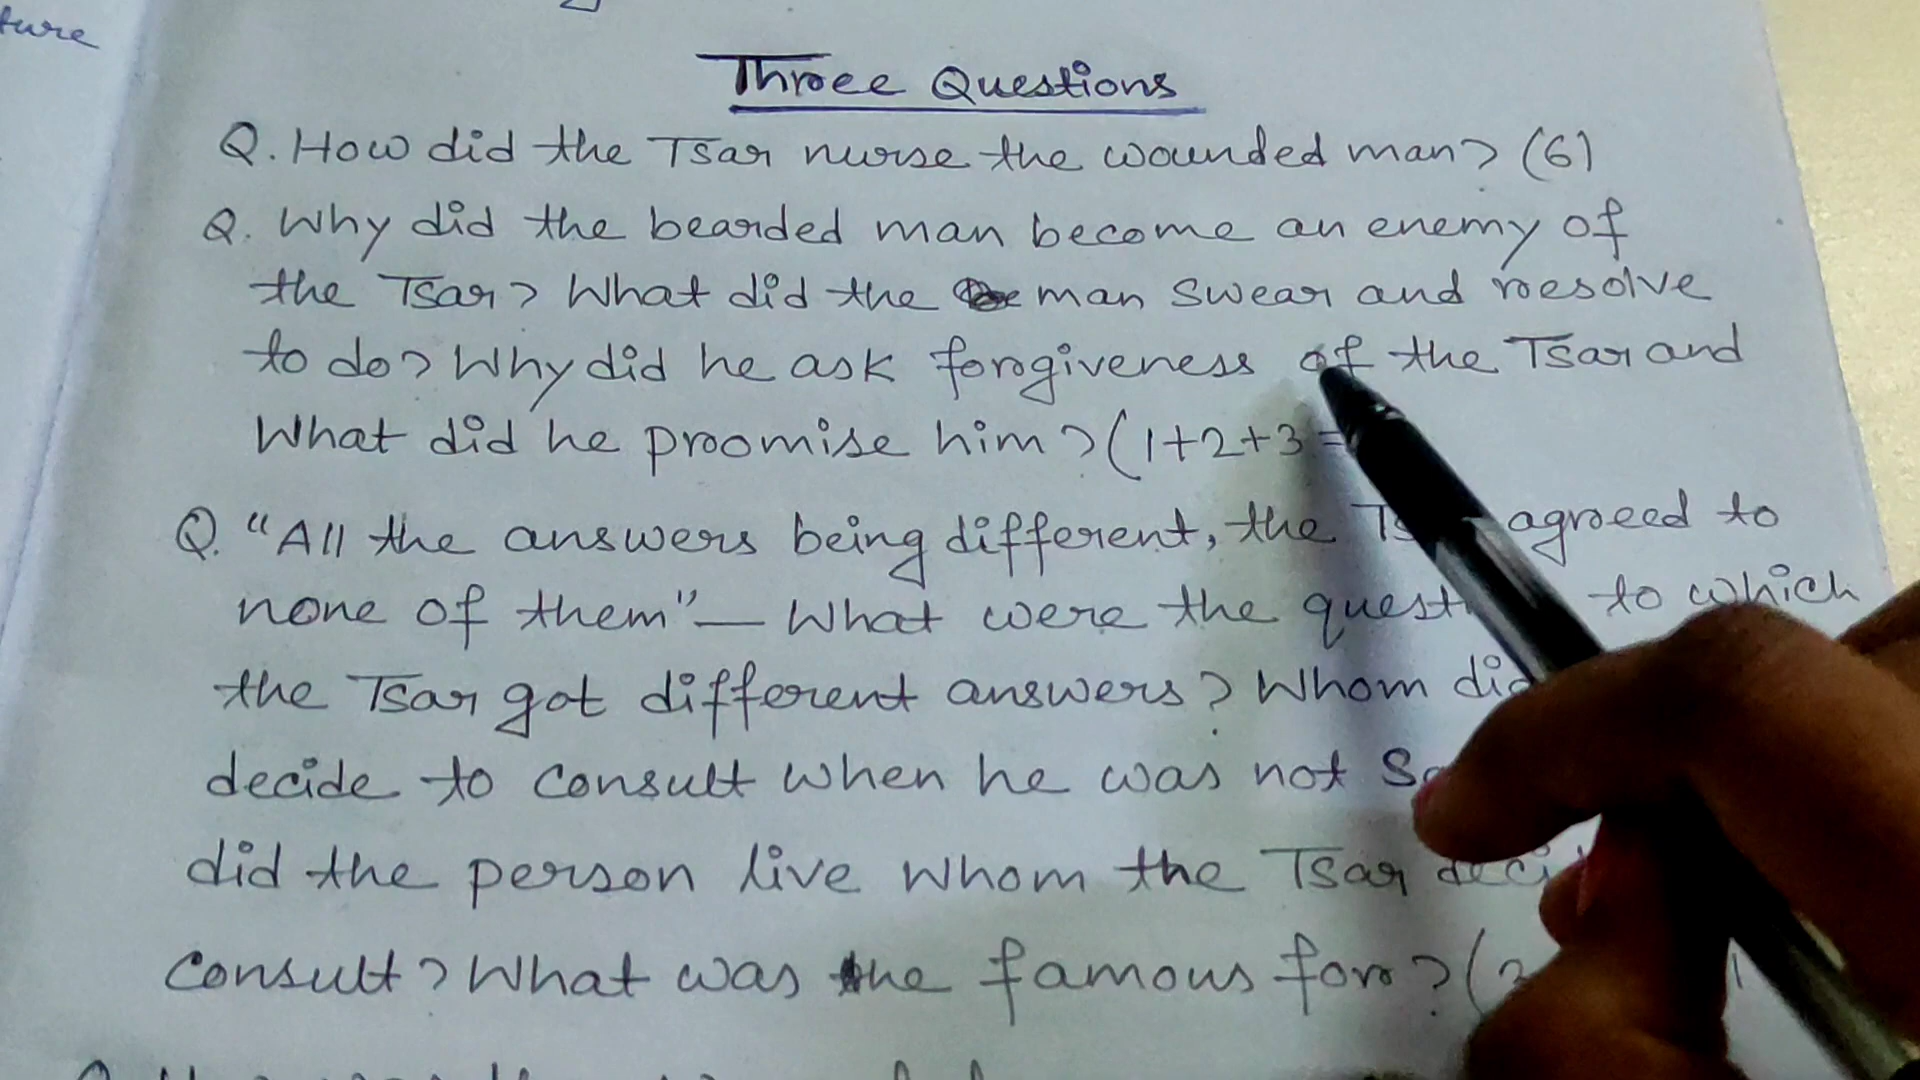 ture
Three Questions
Q. How did the Tsar nurse the wounded man? (6)
Q. Why did the bearded man become an enemy of
the Tsar? What did the man swear and resolve
to do? Why did he ask forgiveness of the Tsar and
What did he promise him? (1+2+3 =
Q. "All the answers being different, the agreed to
none of them" — What were the to which
the Tsar got different answers? Whom
decide to consult when he was not
did the person live whom the Tsar
consult? What was the famous for? (